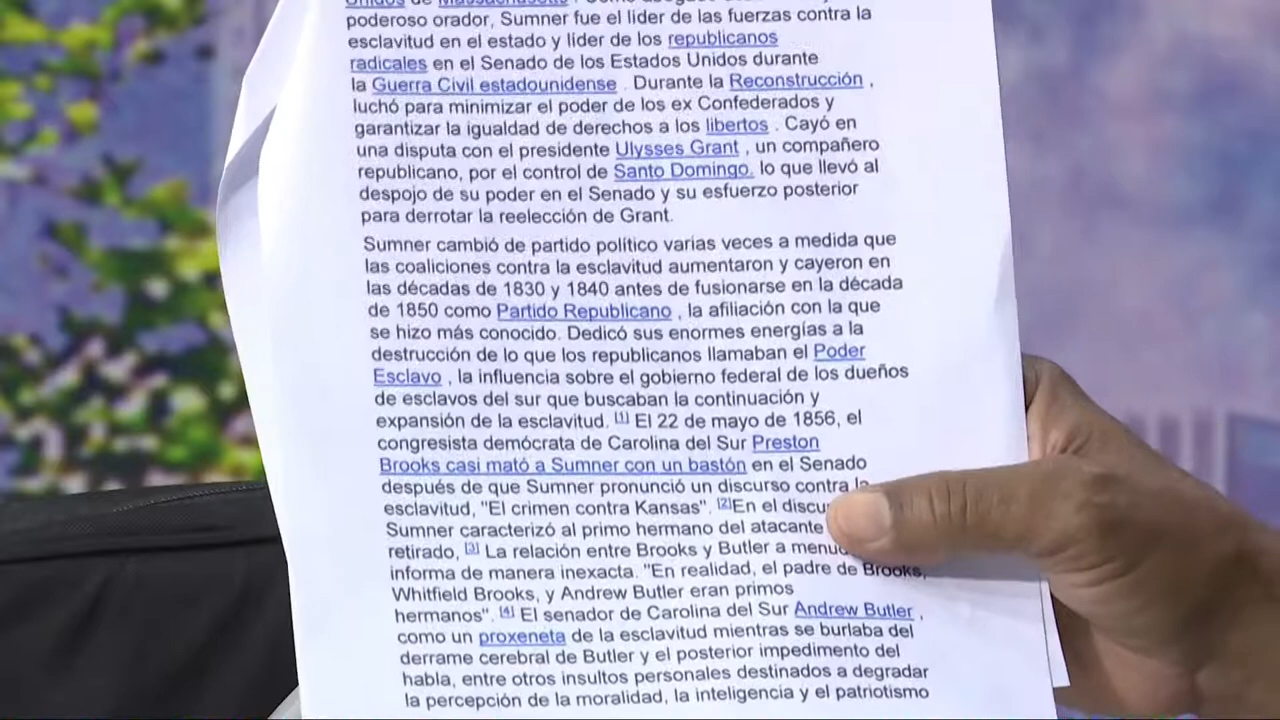 Unidos de Massachusetts . Como abogado
poderoso orador, Sumner fue el líder de las fuerzas contra la
esclavitud en el estado y líder de los republicanos
radicales en el Senado de los Estados Unidos durante
la Guerra Civil estadounidense . Durante la Reconstrucción ,
luchó para minimizar el poder de los ex Confederados y
garantizar la igualdad de derechos a los libertos . Cayó en
una disputa con el presidente Ulysses Grant , un compañero
republicano, por el control de Santo Domingo, lo que llevó al
despojo de su poder en el Senado y su esfuerzo posterior
para derrotar la reelección de Grant.
Sumner cambió de partido político varias veces a medida que
las coaliciones contra la esclavitud aumentaron y cayeron en
las décadas de 1830 y 1840 antes de fusionarse en la década
de 1850 como Partido Republicano , la afiliación con la que
se hizo más conocido. Dedicó sus enormes energías a la
destrucción de lo que los republicanos llamaban el Poder
Esclavo , la influencia sobre el gobierno federal de los dueños
de esclavos del sur que buscaban la continuación y
expansión de la esclavitud. [1] El 22 de mayo de 1856, el
congresista demócrata de Carolina del Sur Preston
Brooks casi mató a Sumner con un bastón en el Senado
después de que Sumner pronunció un discurso contra la
esclavitud, "El crimen contra Kansas". [2]En el
Sumner caracterizó al primo hermano del atacante
retirado, [3] La relación entre Brooks y Butler a
informa de manera inexacta. "En realidad, el padre de Brooks,
Whitfield Brooks, y Andrew Butler eran primos
hermanos". [4] El senador de Carolina del Sur Andrew Butler ,
como un proxeneta de la esclavitud mientras se burlaba del
derrame cerebral de Butler y el posterior impedimento del
habla, entre otros insultos personales destinados a degradar
la percepción de la moralidad, la inteligencia y el patriotismo